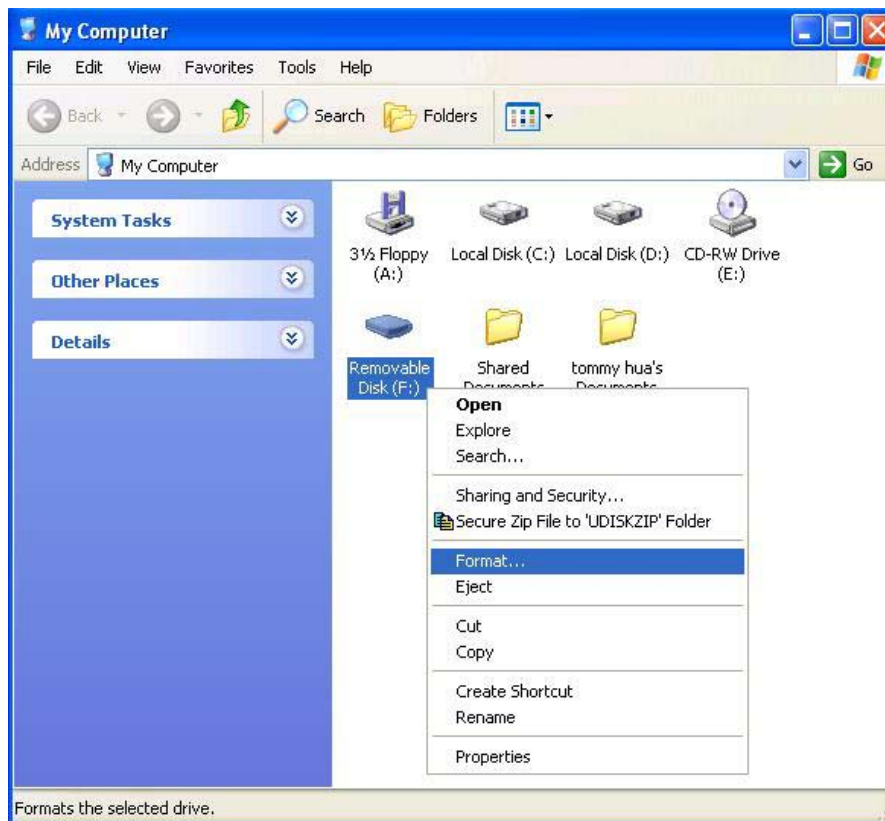 My Computer
File Edit View Favorites Tools Help
Back Search Folders
Address My Computer Go
System Tasks
Other Places
Details
3½ Floppy
(A:)
Local Disk (C:)
Local Disk (D:)
CD-RW Drive
(E:)
Removable
Disk (F:)
Shared
Documents
tommy hua's
Documents
Open
Explore
Search...
Sharing and Security...
Secure Zip File to 'UDISKZIP' Folder
Format...
Eject
Cut
Copy
Create Shortcut
Rename
Properties
Formats the selected drive.